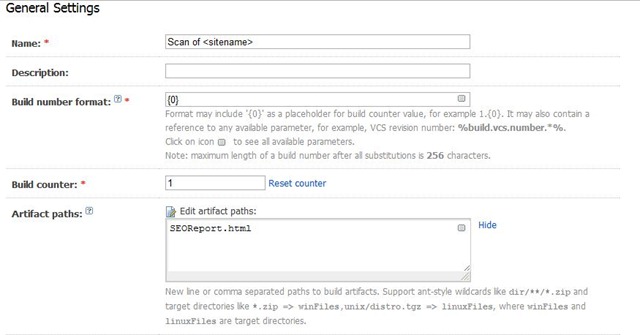 General Settings
Name: *
Scan of <sitename>
Description:
Build number format: ? *
{0}
Format may include '{0}' as a placeholder for build counter value, for example 1.{0}. It may also contain a
reference to any available parameter, for example, VCS revision number: %build.vcs.number.*%.
Click on icon to see all available parameters.
Note: maximum length of a build number after all substitutions is 256 characters.
Build counter: *
1
Reset counter
Artifact paths: ?
Edit artifact paths:
SEOReport.html
Hide
New line or comma separated paths to build artifacts. Support ant-style wildcards like dir/**/*.zip and
target directories like *.zip => winFiles,unix/distro.tgz => linuxFiles, where winFiles and
linuxFiles are target directories.